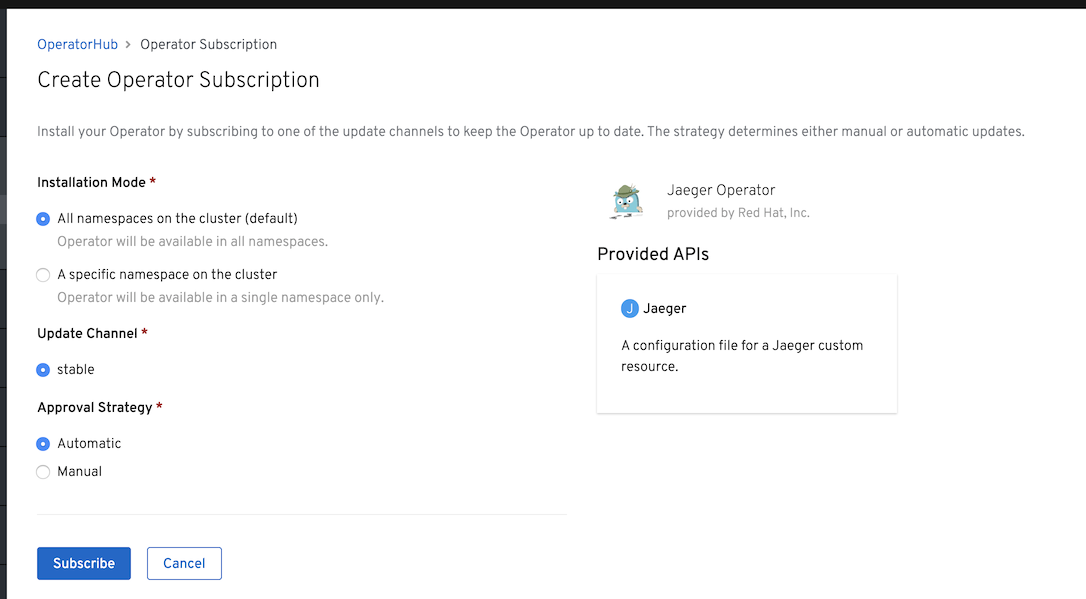 OperatorHub > Operator Subscription
Create Operator Subscription
Install your Operator by subscribing to one of the update channels to keep the Operator up to date. The strategy determines either manual or automatic updates.
Installation Mode *
All namespaces on the cluster (default)
Operator will be available in all namespaces.
A specific namespace on the cluster
Operator will be available in a single namespace only.
Update Channel *
stable
Approval Strategy *
Automatic
Manual
Subscribe
Cancel
Jaeger Operator
provided by Red Hat, Inc.
Provided APIs
J Jaeger
A configuration file for a Jaeger custom
resource.